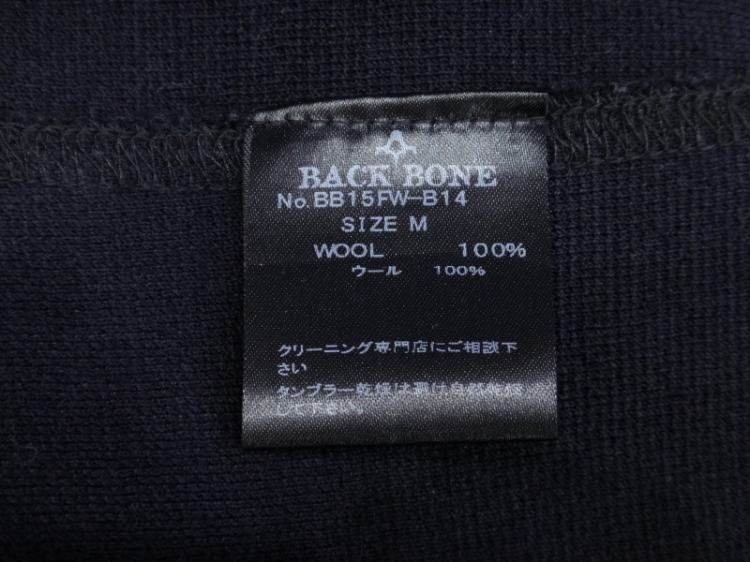 BACK BONE
No.BB15FW-B14
SIZE M
WOOL 100%
ウール 100%
クリーニング専門店にご相談下
さい
タンブラー乾燥は避け自然乾燥
して下さい。